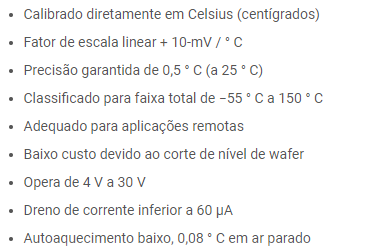 • Calibrado diretamente em Celsius (centígrados)
• Fator de escala linear + 10-mV / ° C
• Precisão garantida de 0,5 ° C (a 25 ° C)
• Classificado para faixa total de −55 ° C a 150 ° C
• Adequado para aplicações remotas
• Baixo custo devido ao corte de nível de wafer
• Opera de 4 V a 30 V
• Dreno de corrente inferior a 60 μA
• Autoaquecimento baixo, 0,08 ° C em ar parado